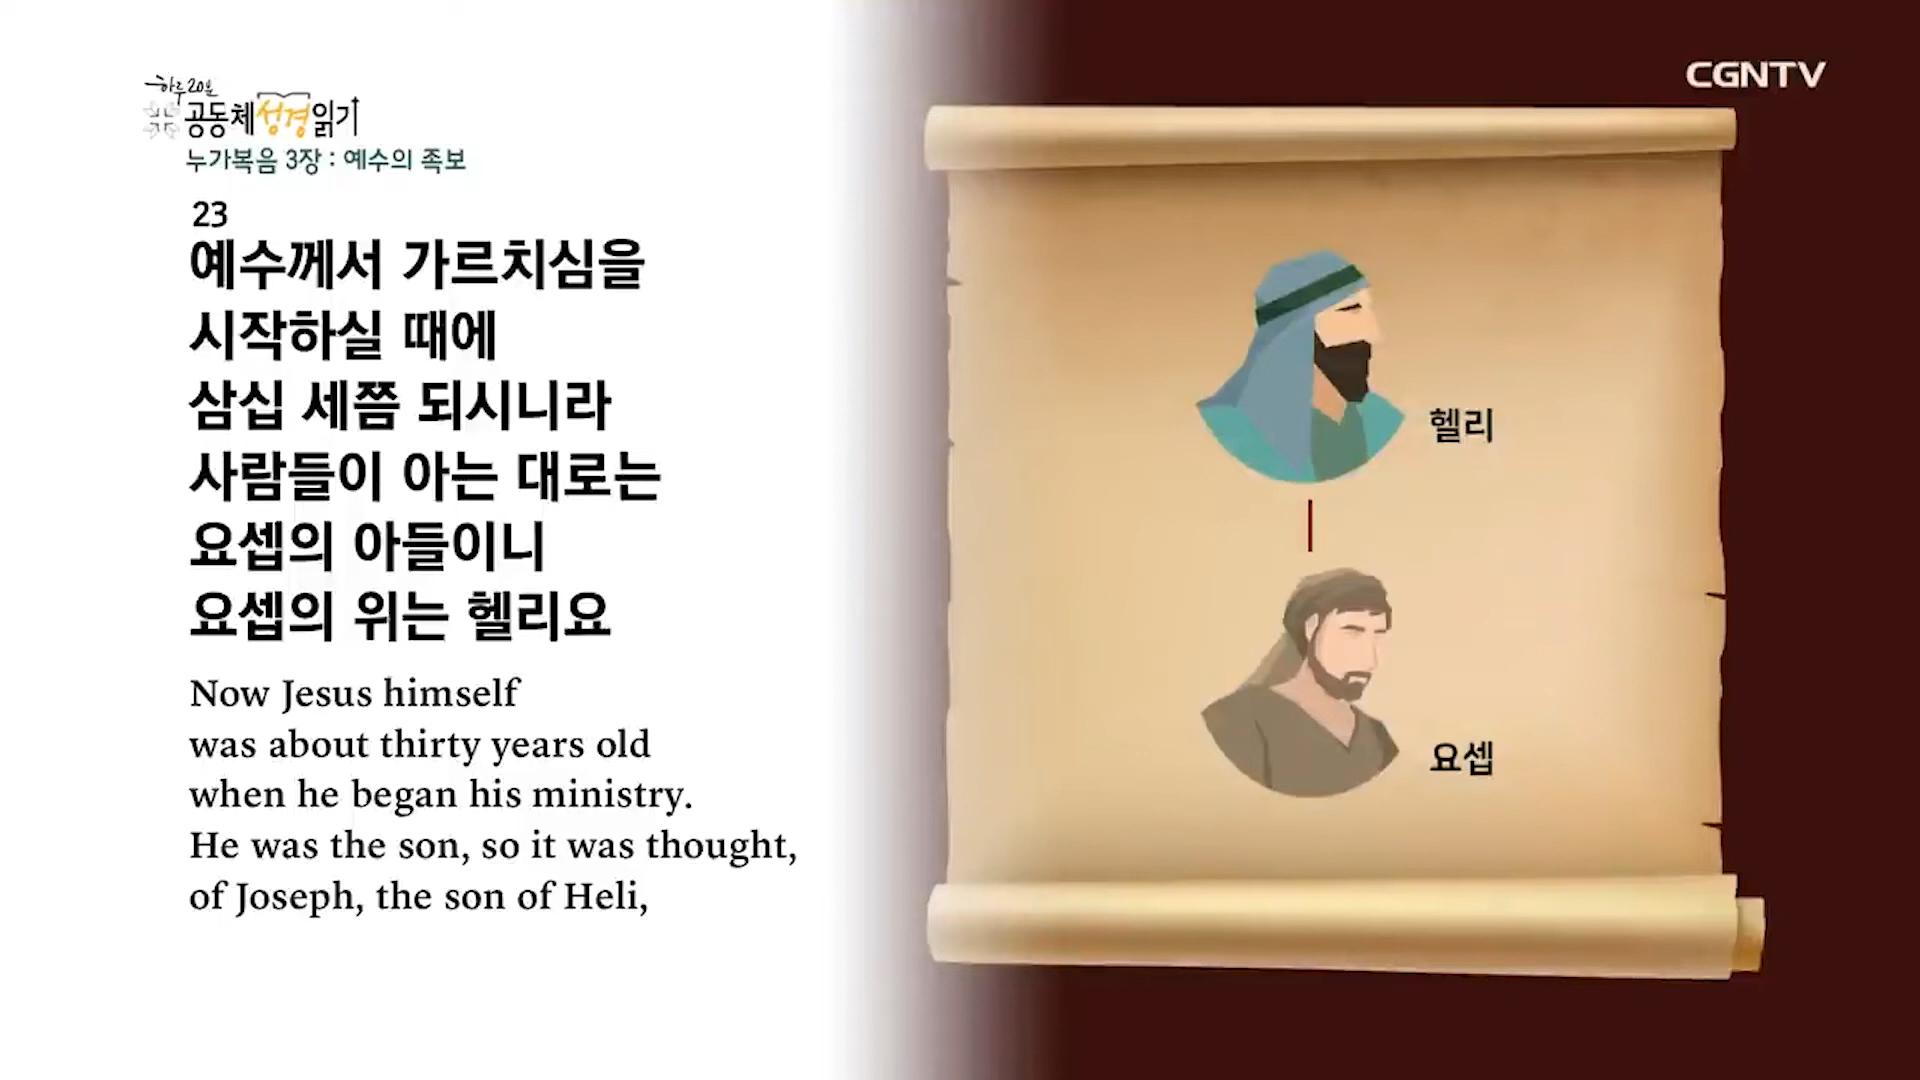 하루 20분
공동체성경읽기
누가복음 3장 : 예수의 족보
23
예수께서 가르치심을
시작하실 때에
삼십 세쯤 되시니라
사람들이 아는 대로는
요셉의 아들이니
요셉의 위는 헬리요
Now Jesus himself
was about thirty years old
when he began his ministry.
He was the son, so it was thought,
of Joseph, the son of Heli,
CGNTV
헬리
요셉